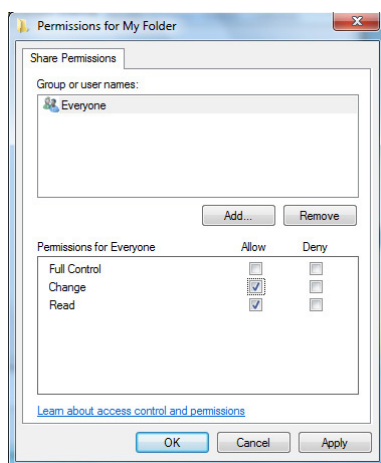 Permissions for My Folder
Share Permissions
Group or user names:
Everyone
Add... Remove
Permissions for Everyone Allow Deny
Full Control
Change
Read
Learn about access control and permissions
OK Cancel Apply